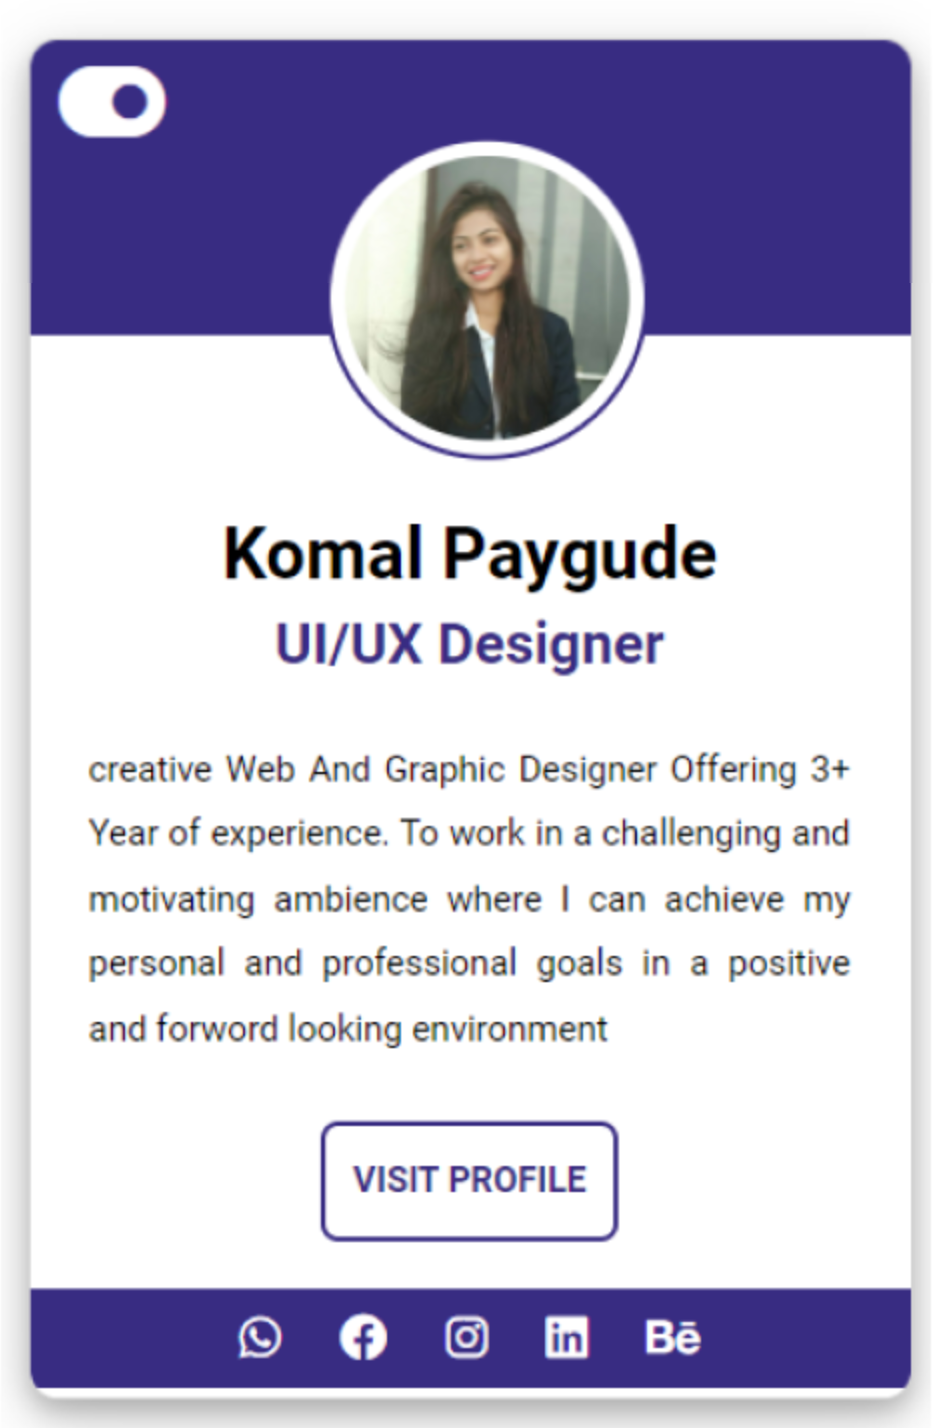 Komal Paygude
UI/UX Designer
creative Web And Graphic Designer Offering 3+
Year of experience. To work in a challenging and
motivating ambience where I can achieve my
personal and professional goals in a positive
and forword looking environment
VISIT PROFILE
in Bē